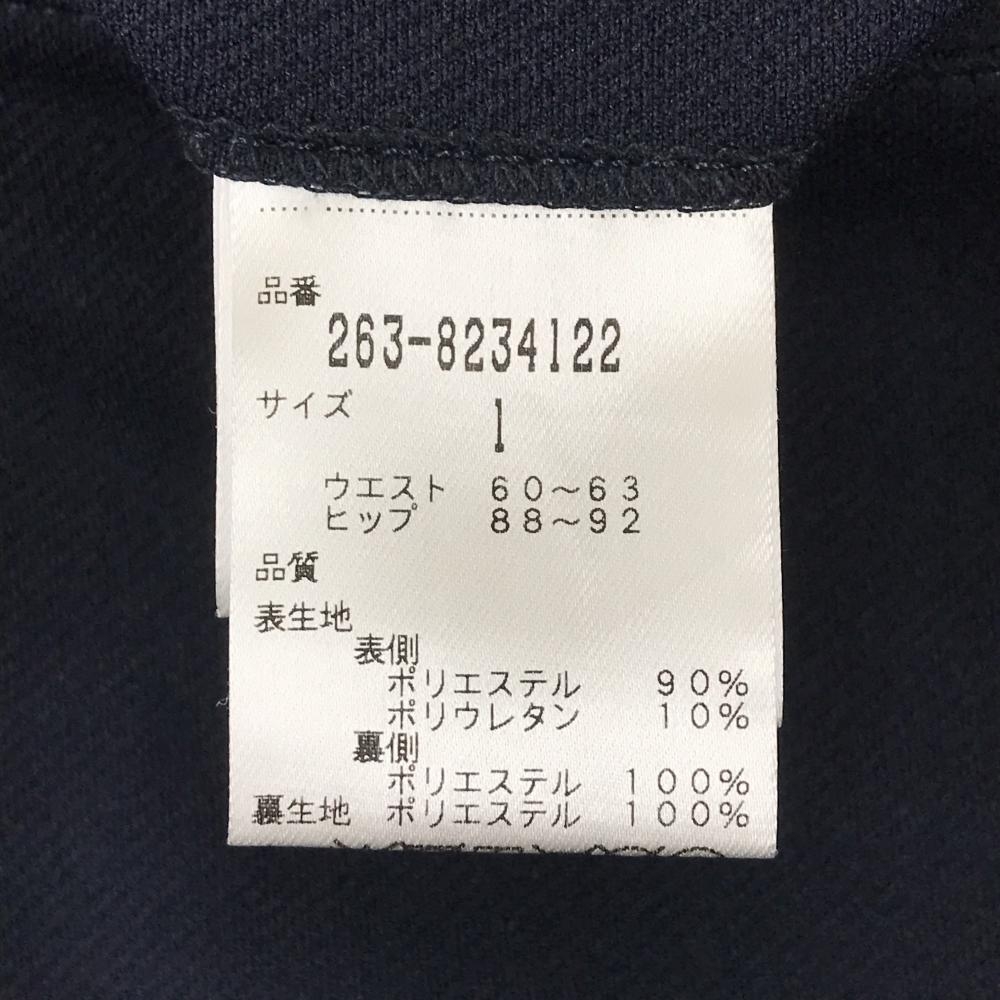 品番
263-8234122
サイズ 1
ウエスト 60〜63
ヒップ 88〜92
品質
表生地
表側
ポリエステル 90%
ポリウレタン 10%
裏側
ポリエステル 100%
裏生地 ポリエステル 100%